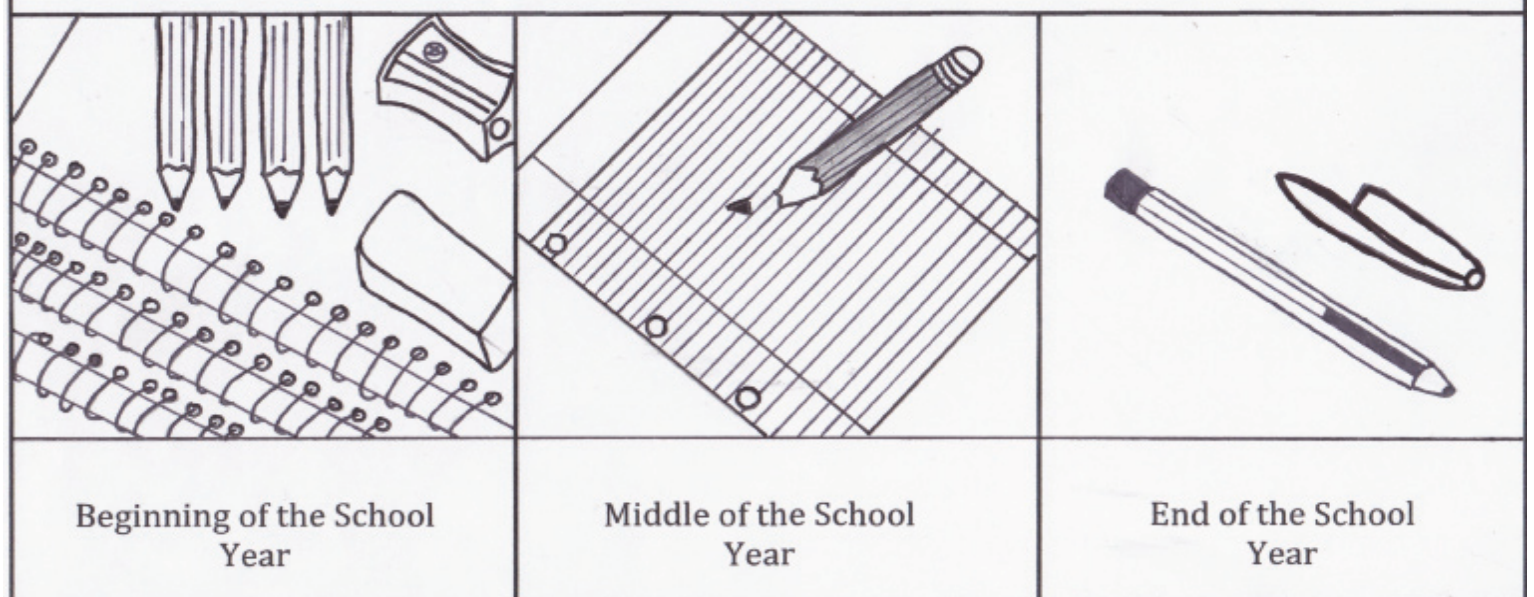 Beginning of the School
Year
Middle of the School
Year
End of the School
Year